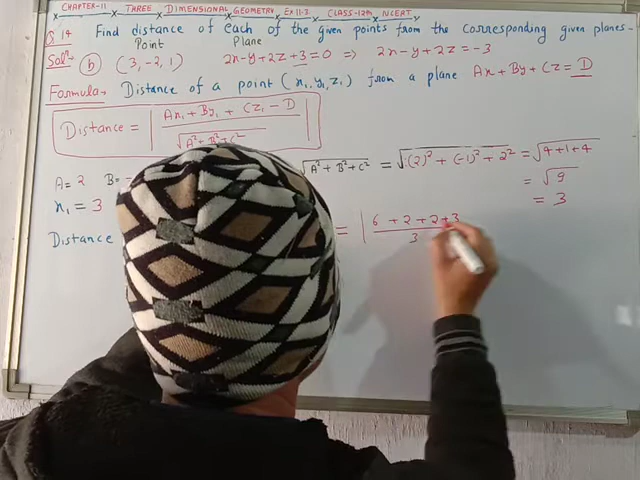 CHAPTER-11 THREE DIMENSIONAL GEOMETRY, EX 11.3 CLASS-12th NCERT
Q.14 Find distance of each of the given points from the corresponding given planes-
Point Plane
Solⁿ (b) (3, -2, 1) 2x-y+2z+3=0 ⇒ 2x-y+2z=-3
Formula- Distance of a point (x₁, y₁, z₁) from a plane Ax+By+Cz=D
Distance = | (Ax₁+By₁+Cz₁-D) / √(A²+B²+C²) |
A=2 B= √(A²+B²+C²) = √((2)²+(-1)²+2²) = √(4+1+4)
= √9
x₁=3 = 3
Distance = | (6+2+2+3) / 3